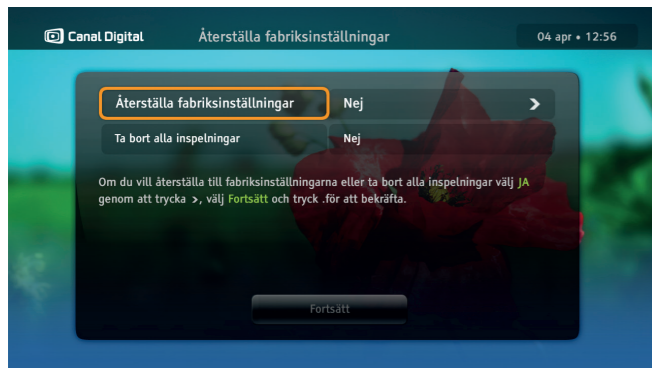 Canal Digital Återställa fabriksinställningar 04 apr • 12:56
Återställa fabriksinställningar Nej >
Ta bort alla inspelningar Nej
Om du vill återställa till fabriksinställningarna eller ta bort alla inspelningar välj JA
genom att trycka >, välj Fortsätt och tryck .för att bekräfta.
Fortsätt